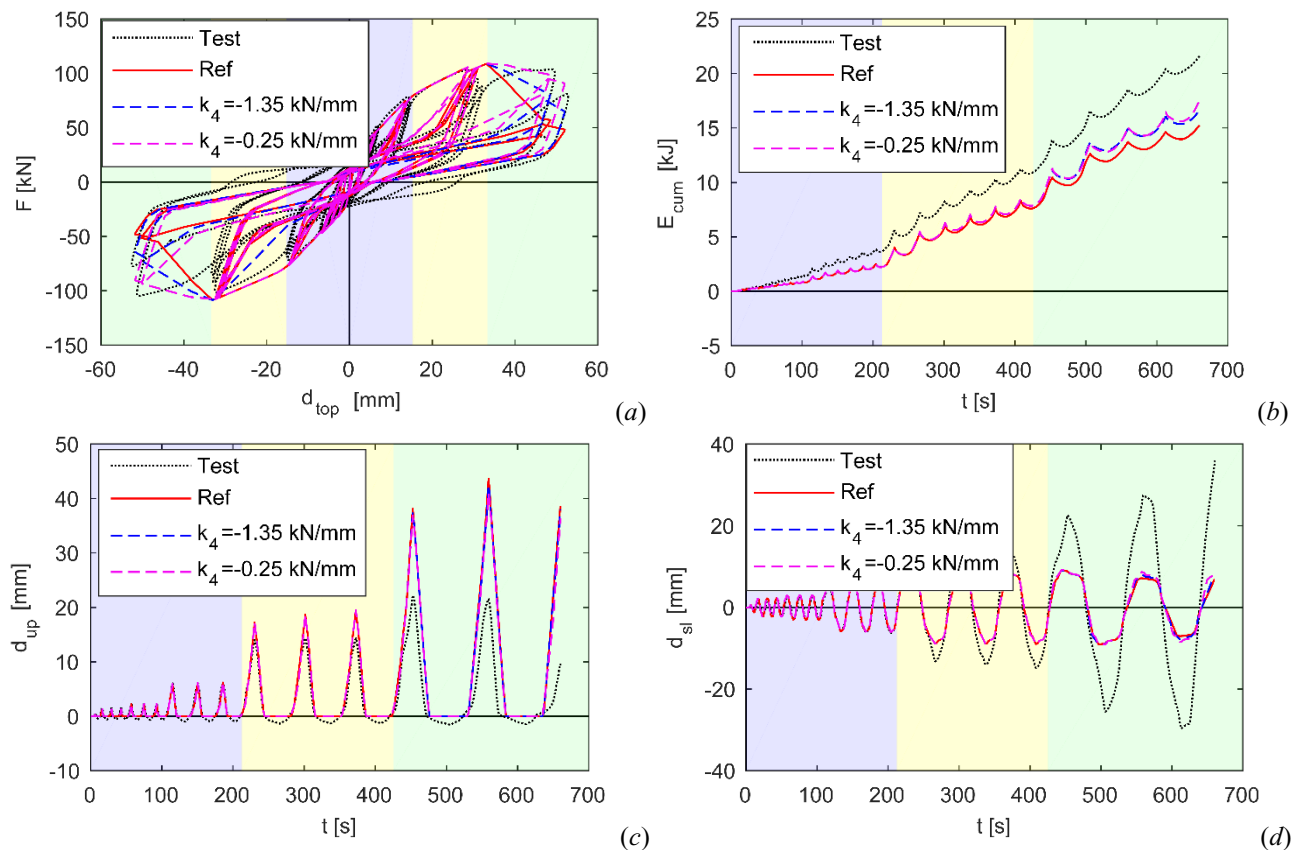 150
100
50
0
-50
-100
-150
F [kN]
Test
Ref
k4=-1.35 kN/mm
k4=-0.25 kN/mm
-60 -40 -20 0 20 40 60
d top [mm]
(a)
25
20
15
10
5
0
-5
E cum [kJ]
Test
Ref
k4=-1.35 kN/mm
k4=-0.25 kN/mm
0 100 200 300 400 500 600 700
t [s]
(b)
50
40
30
20
10
0
-10
d up [mm]
Test
Ref
k4=-1.35 kN/mm
k4=-0.25 kN/mm
0 100 200 300 400 500 600 700
t [s]
(c)
40
20
0
-20
-40
d sl [mm]
Test
Ref
k4=-1.35 kN/mm
k4=-0.25 kN/mm
0 100 200 300 400 500 600 700
t [s]
(d)